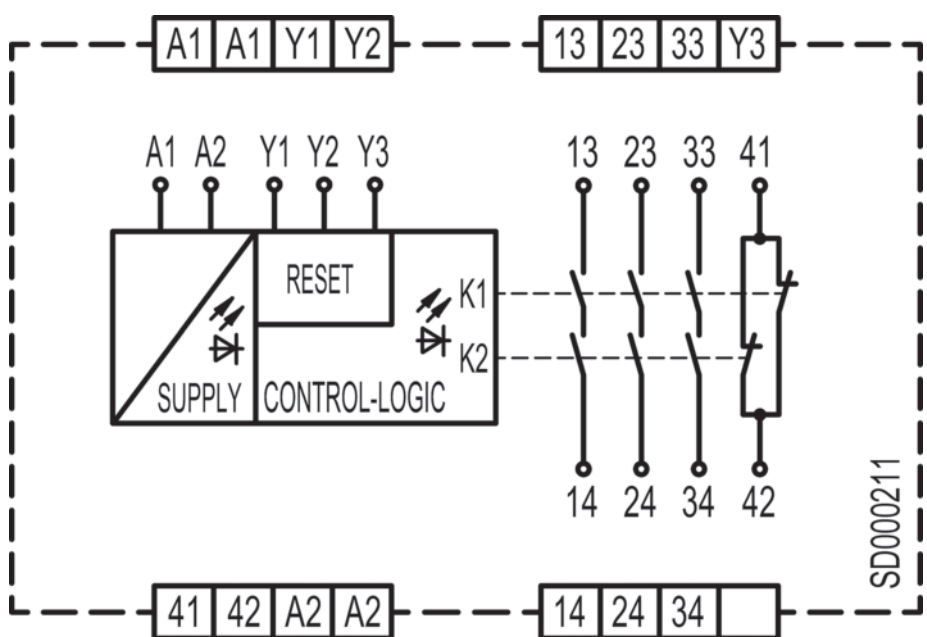 A1 A1 Y1 Y2 13 23 33 Y3
A1 A2 Y1 Y2 Y3 13 23 33 41
RESET
K1
K2
SUPPLY CONTROL-LOGIC
14 24 34 42
SD000211
41 42 A2 A2 14 24 34